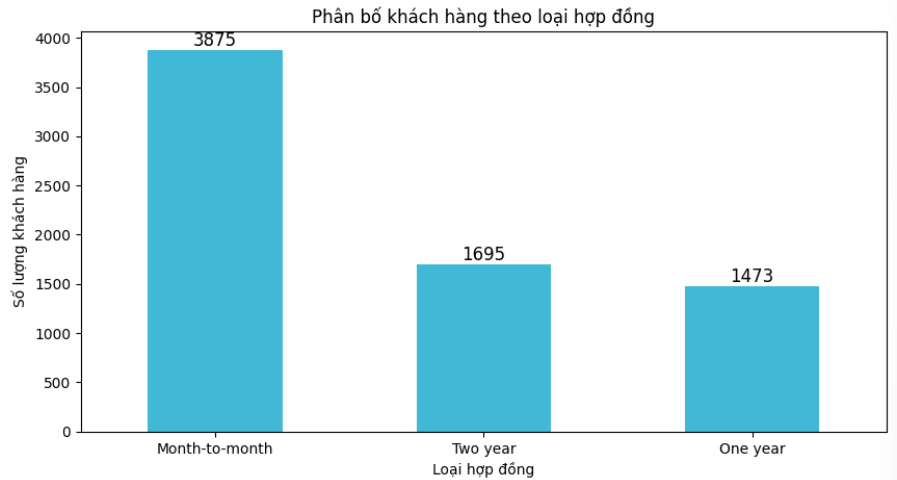 Phân bố khách hàng theo loại hợp đồng
4000
3500
3000
2500
2000
1500
1000
500
0
Số lượng khách hàng
3875
1695
1473
Month-to-month
Two year
One year
Loại hợp đồng